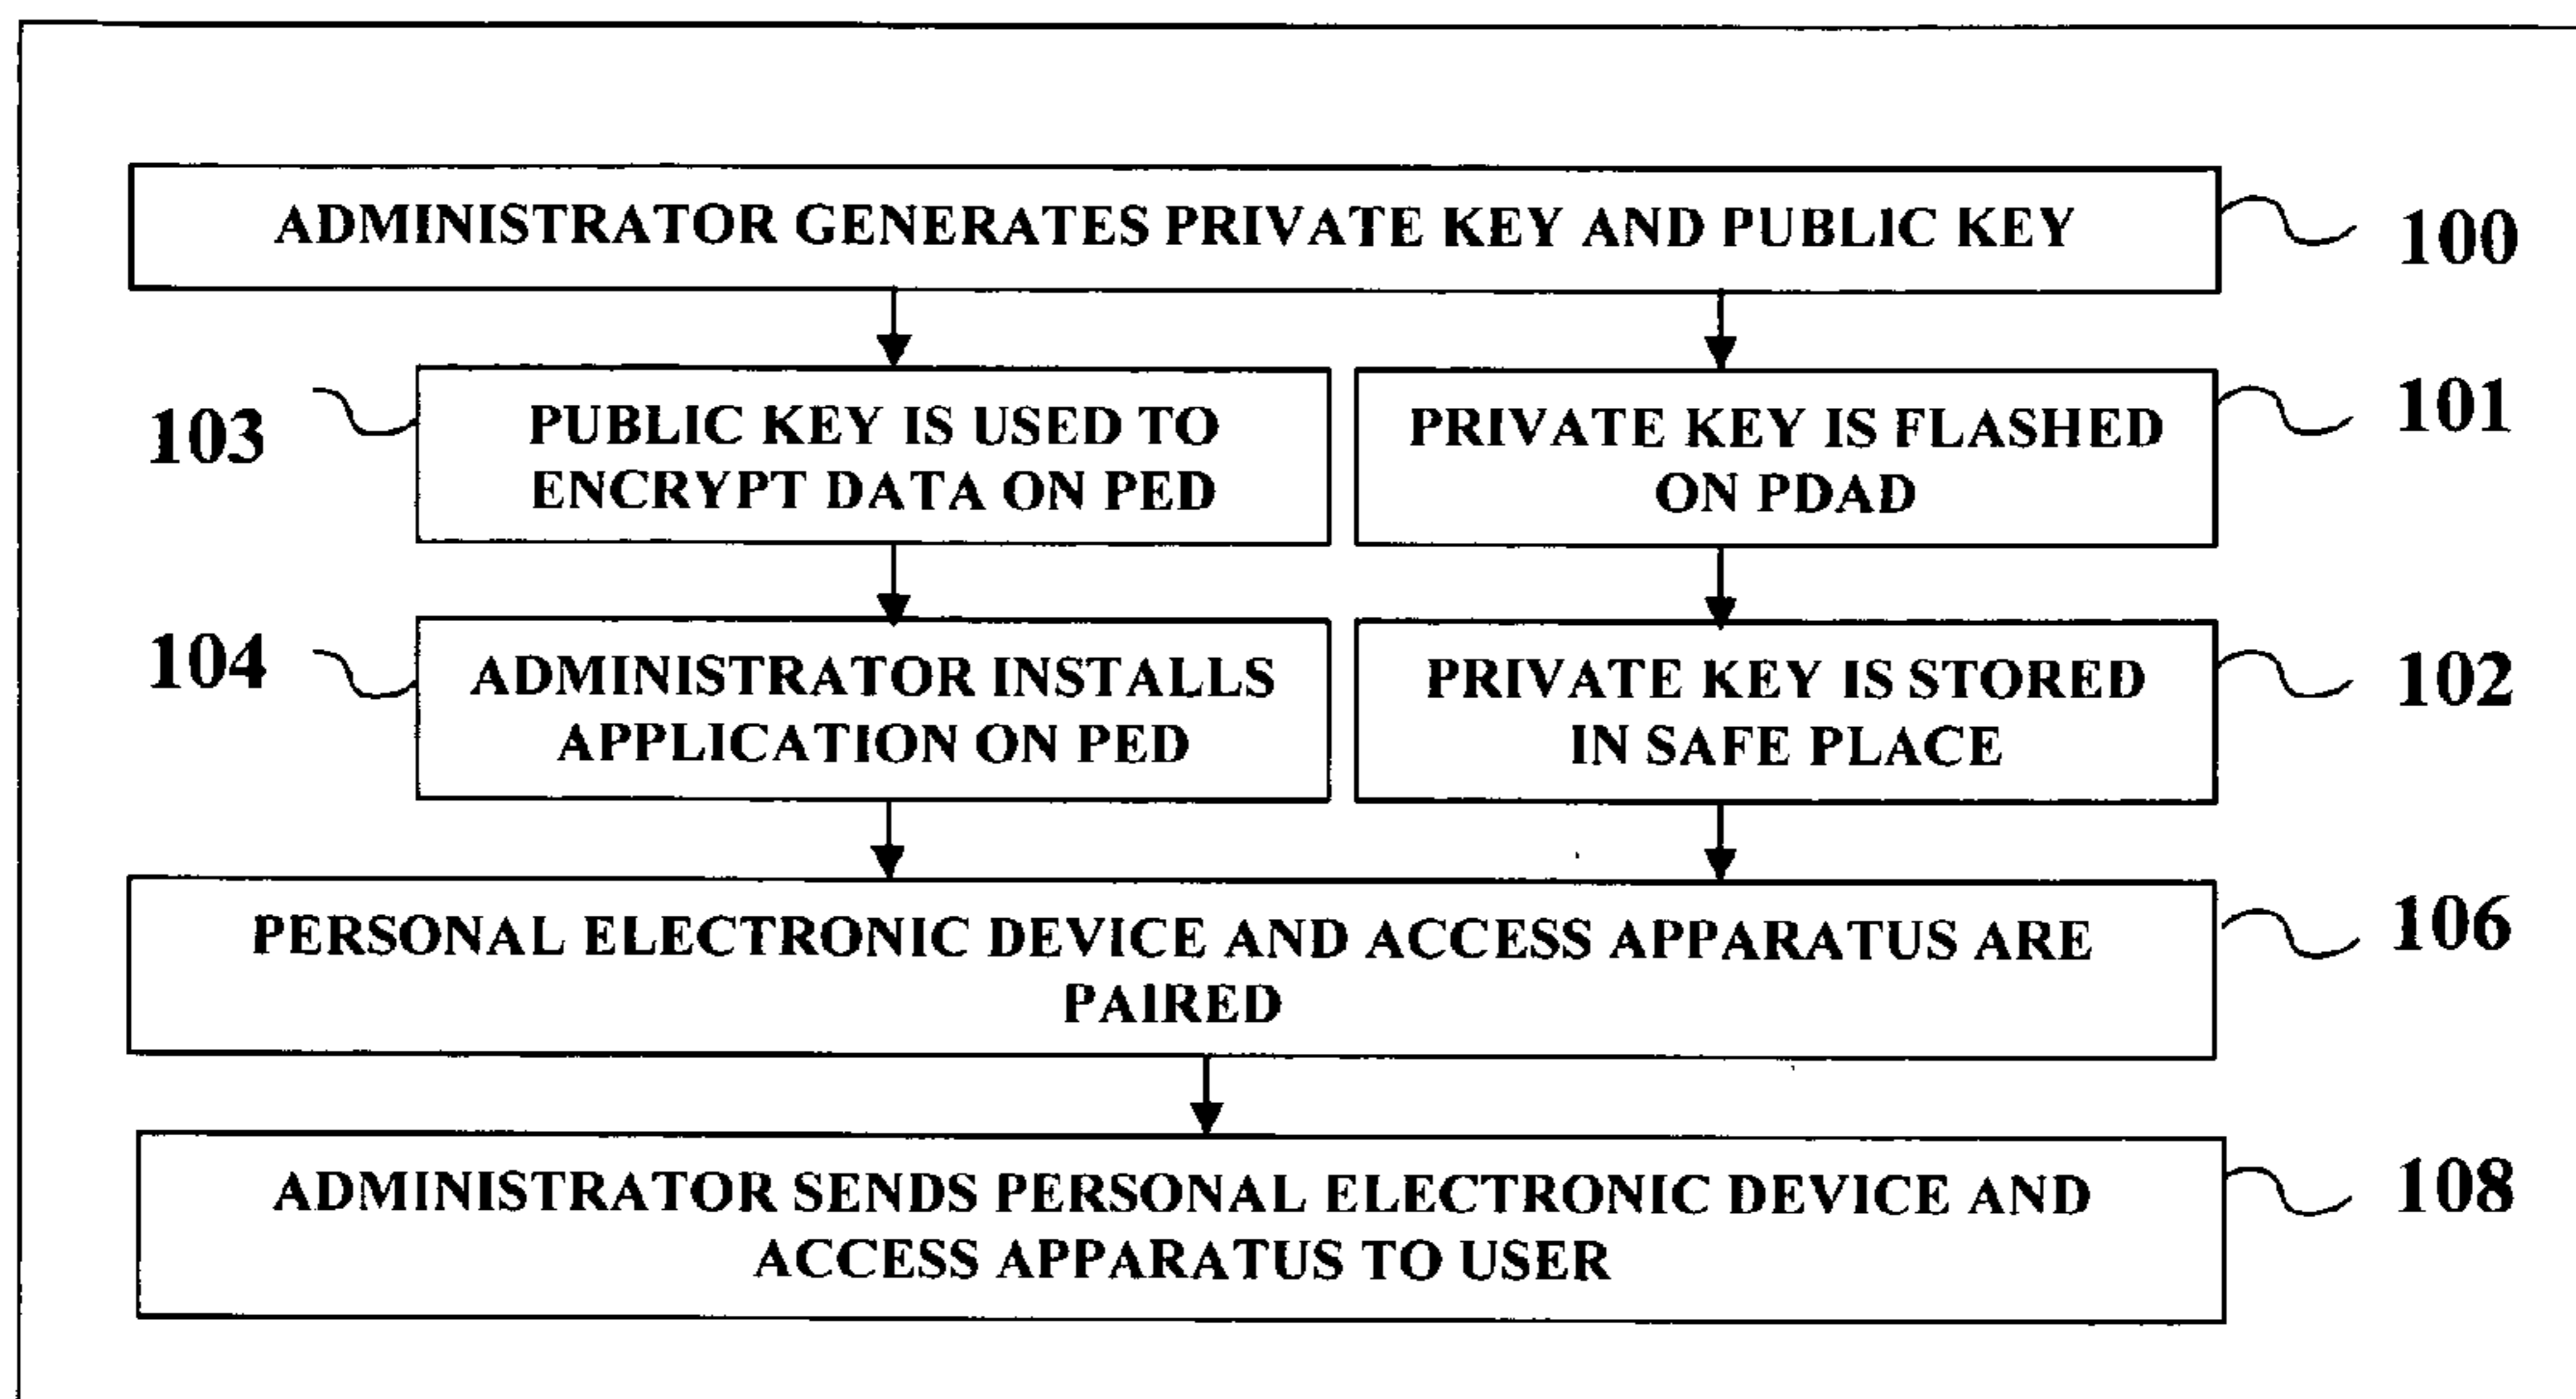 ADMINISTRATOR GENERATES PRIVATE KEY AND PUBLIC KEY
100
103
PUBLIC KEY IS USED TO
ENCRYPT DATA ON PED
PRIVATE KEY IS FLASHED
ON PDAD
101
104
ADMINISTRATOR INSTALLS
APPLICATION ON PED
PRIVATE KEY IS STORED
IN SAFE PLACE
102
PERSONAL ELECTRONIC DEVICE AND ACCESS APPARATUS ARE
PAIRED
106
ADMINISTRATOR SENDS PERSONAL ELECTRONIC DEVICE AND
ACCESS APPARATUS TO USER
108